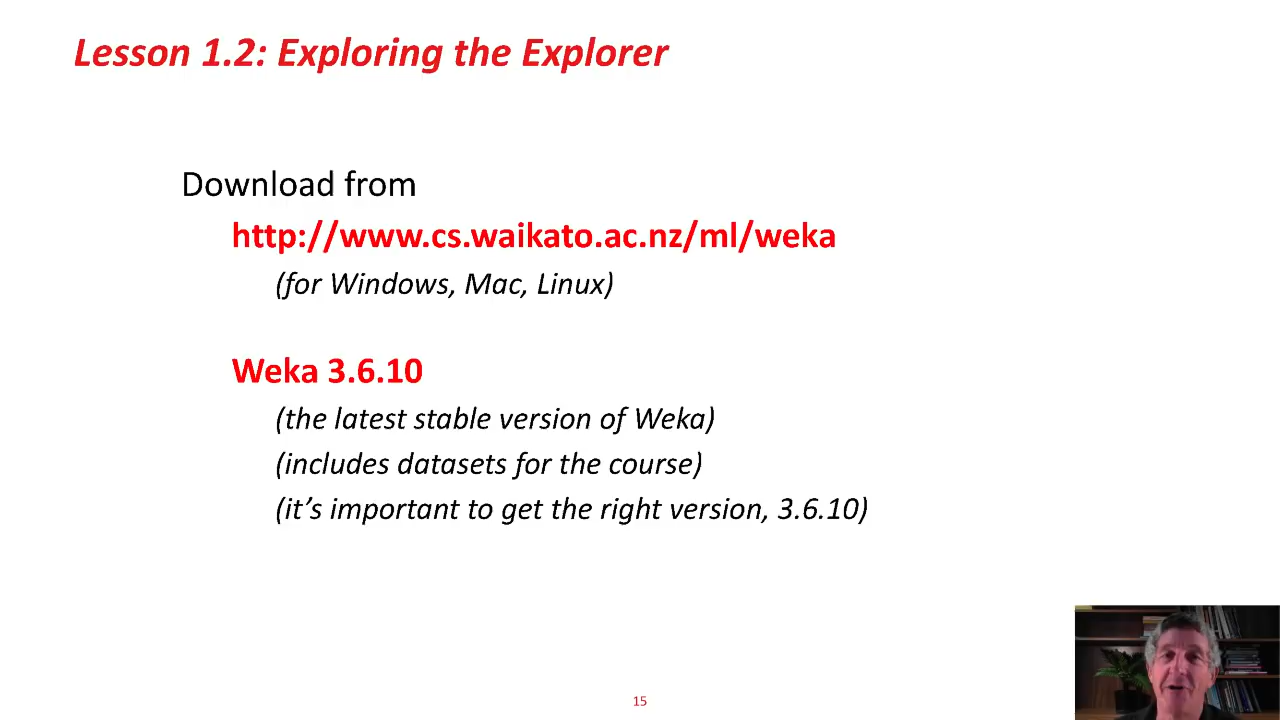 Lesson 1.2: Exploring the Explorer
Download from
http://www.cs.waikato.ac.nz/ml/weka
(for Windows, Mac, Linux)
Weka 3.6.10
(the latest stable version of Weka)
(includes datasets for the course)
(it’s important to get the right version, 3.6.10)
15